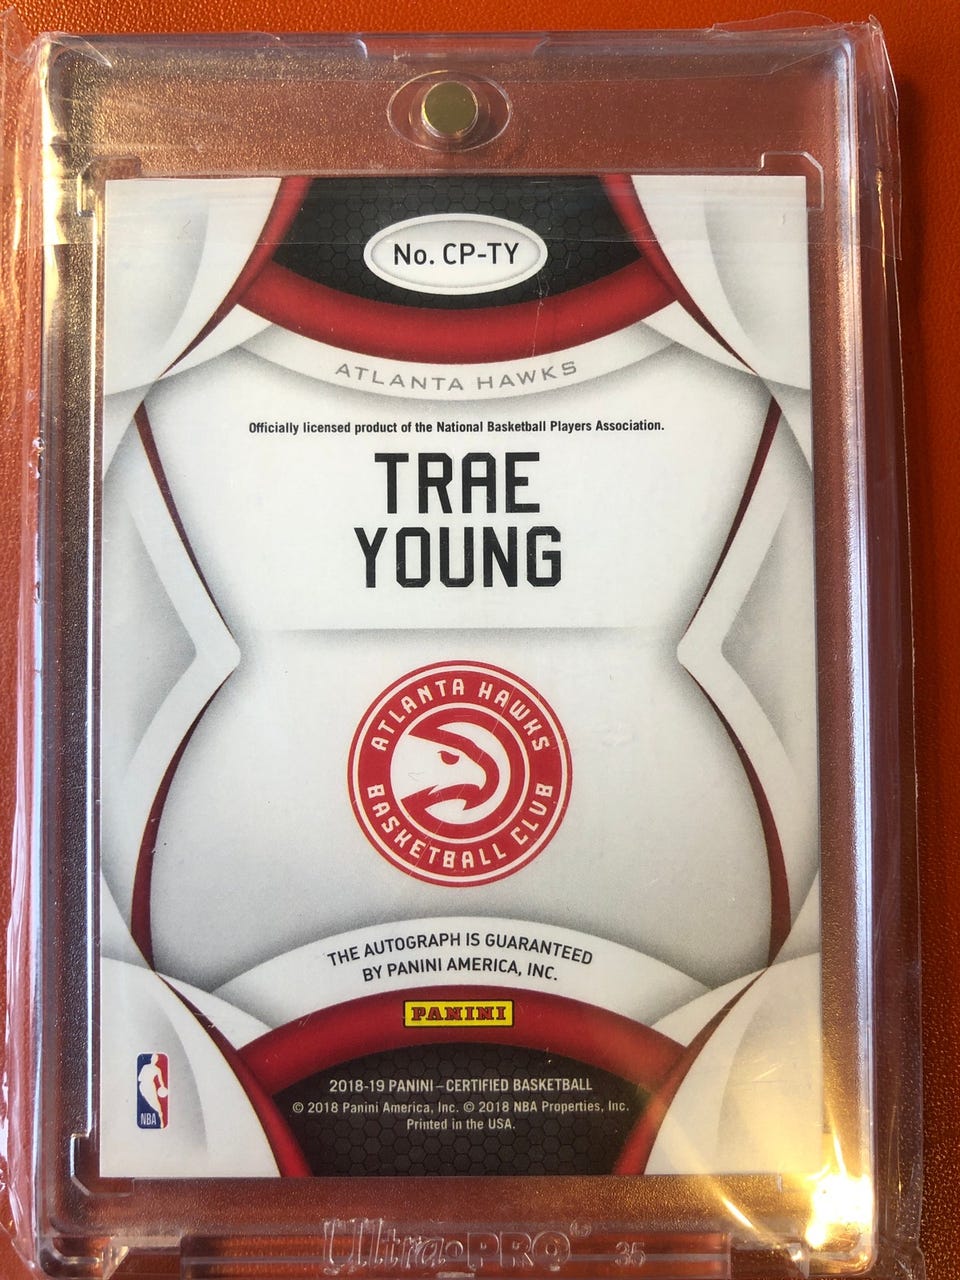 No. CP-TY
ATLANTA HAWKS
Officially licensed product of the National Basketball Players Association.
TRAE
YOUNG
ATLANTA HAWKS
BASKETBALL CLUB
THE AUTOGRAPH IS GUARANTEED
BY PANINI AMERICA, INC.
PANINI
2018-19 PANINI – CERTIFIED BASKETBALL
© 2018 Panini America, Inc. © 2018 NBA Properties, Inc.
Printed in the USA.
NBA
Ultra PRO® 35